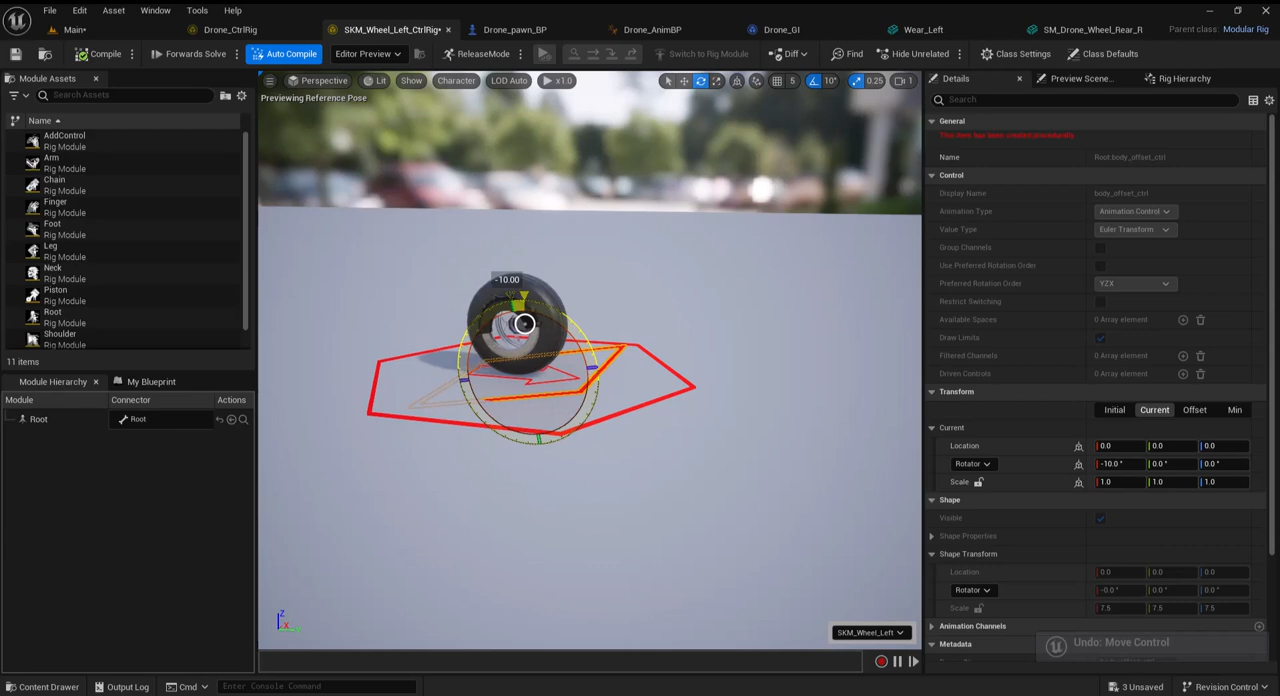 File Edit Asset Window Tools Help
Main• Drone_CtrlRig SKM_Wheel_Left_CtrlRig• Drone_pawn_BP Drone_AnimBP Drone_GI Wear_Left SM_Drone_Wheel_Rear_R Parent class: Modular Rig
Compile Forwards Solve Auto Compile Editor Preview ReleaseMode Switch to Rig Module Diff Find Hide Unrelated Class Settings Class Defaults
Module Assets
Search Assets
Name
AddControl
Rig Module
Arm
Rig Module
Chain
Rig Module
Finger
Rig Module
Foot
Rig Module
Leg
Rig Module
Neck
Rig Module
Piston
Rig Module
Root
Rig Module
Shoulder
Rig Module
11 items
Module Hierarchy My Blueprint
Module Connector Actions
Root Root
Perspective Lit Show Character LOD Auto x1.0 5 10° 0.25 1
Previewing Reference Pose
-10.00
Z
X
SKM_Wheel_Left
Details Preview Scene... Rig Hierarchy
Search
General
This item has been created procedurally
Name Root.body_offset_ctrl
Control
Display Name body_offset_ctrl
Animation Type Animation Control
Value Type Euler Transform
Group Channels
Use Preferred Rotation Order
Preferred Rotation Order YZX
Restrict Switching
Available Spaces 0 Array element
Draw Limits
Filtered Channels 0 Array element
Driven Controls 0 Array element
Transform
Initial Current Offset Min
Current
Location 0.0 0.0 0.0
Rotator -10.0 ° 0.0 ° 0.0 °
Scale 1.0 1.0 1.0
Shape
Visible
Shape Properties
Shape Transform
Location 0.0 0.0 0.0
Rotator -0.0 ° 0.0 ° 0.0 °
Scale 7.5 7.5 7.5
Animation Channels
Metadata
Undo: Move Control
Content Drawer Output Log Cmd Enter Console Command 3 Unsaved Revision Control